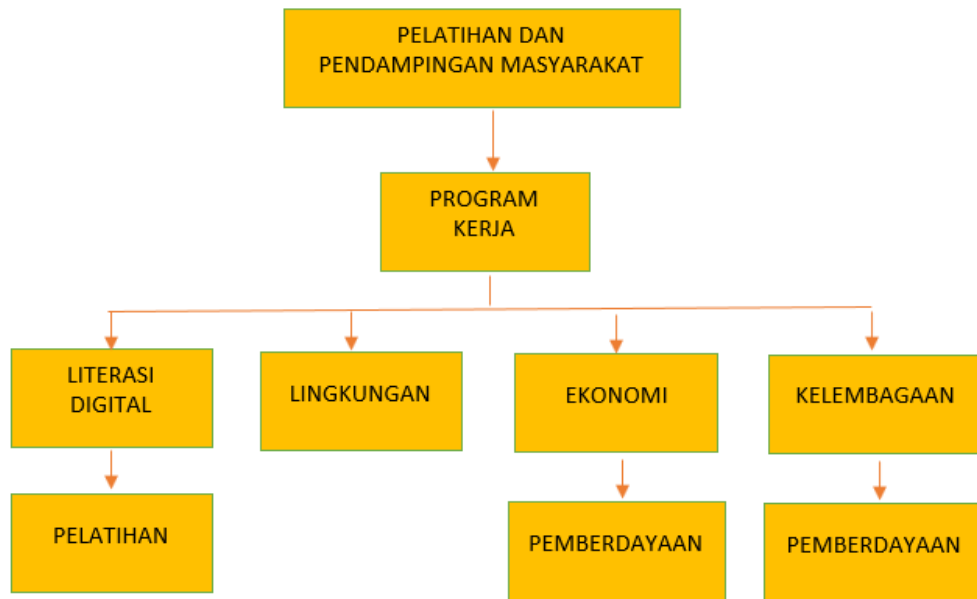 PELATIHAN DAN
PENDAMPINGAN MASYARAKAT
PROGRAM
KERJA
LITERASI
DIGITAL
LINGKUNGAN
EKONOMI
KELEMBAGAAN
PELATIHAN
PEMBERDAYAAN
PEMBERDAYAAN